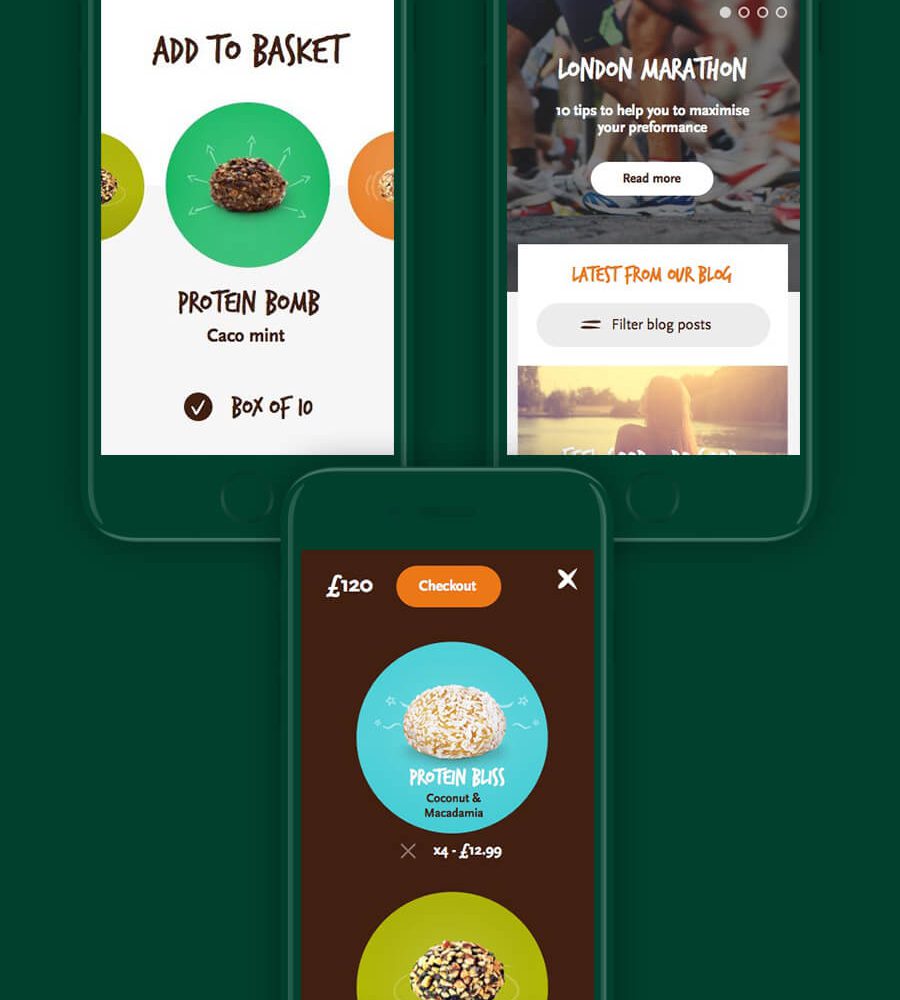 ADD TO BASKET
PROTEIN BOMB
Caco mint
BOX OF 10
LONDON MARATHON
10 tips to help you to maximise
your preformance
Read more
LATEST FROM OUR BLOG
Filter blog posts
£120
Checkout
PROTEIN BLISS
Coconut &
Macadamia
x4 - £12.99